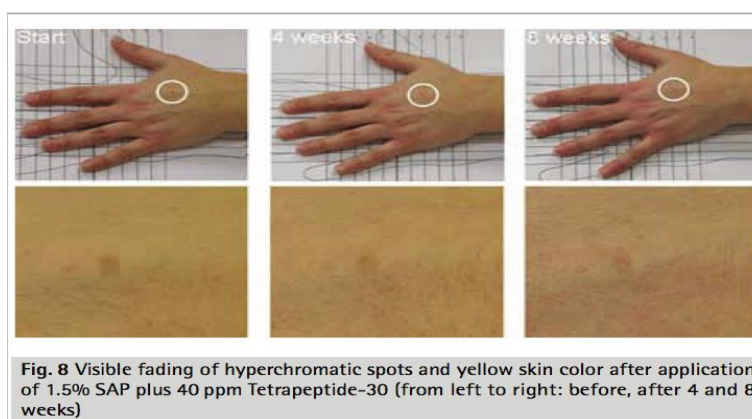 Start
4 weeks
8 weeks
Fig. 8 Visible fading of hyperchromatic spots and yellow skin color after application
of 1.5% SAP plus 40 ppm Tetrapeptide-30 (from left to right: before, after 4 and 8
weeks)